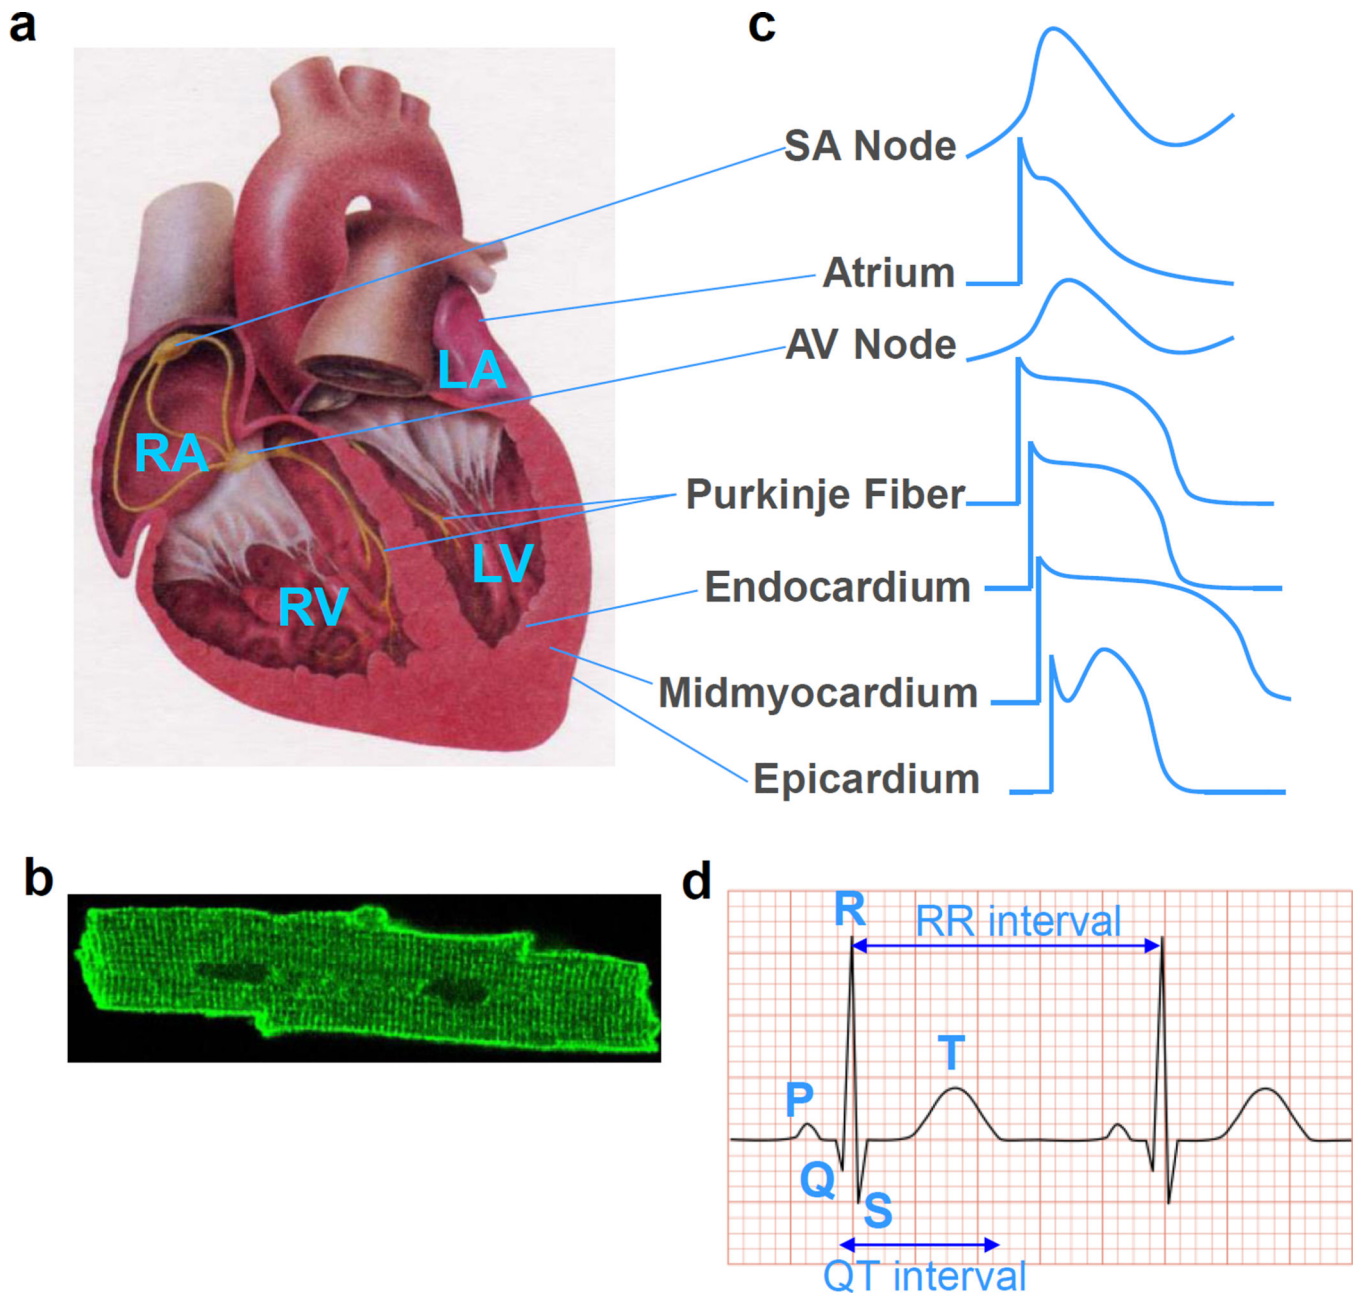 a
RA
LA
RV
LV
c
SA Node
Atrium
AV Node
Purkinje Fiber
Endocardium
Midmyocardium
Epicardium
b
d
R
RR interval
T
P
Q
S
QT interval